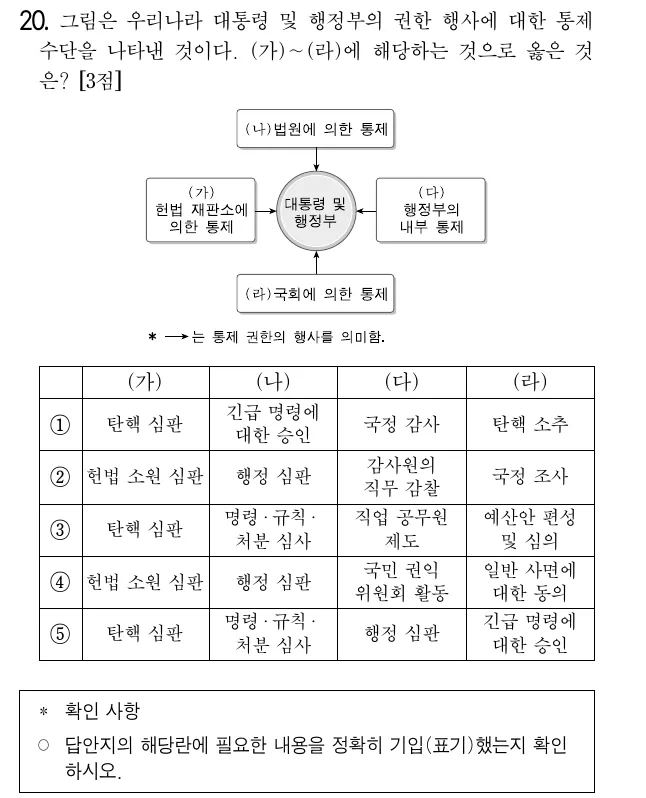 20. 그림은 우리나라 대통령 및 행정부의 권한 행사에 대한 통제
수단을 나타낸 것이다. (가)~(라)에 해당하는 것으로 옳은 것
은? [3점]
(나)법원에 의한 통제
(가)
헌법 재판소에
의한 통제
대통령 및
행정부
(다)
행정부의
내부 통제
(라)국회에 의한 통제
* →는 통제 권한의 행사를 의미함.
(가) (나) (다) (라)
① 탄핵 심판 긴급 명령에 대한 승인 국정 감사 탄핵 소추
② 헌법 소원 심판 행정 심판 감사원의 직무 감찰 국정 조사
③ 탄핵 심판 명령·규칙·처분 심사 직업 공무원 제도 예산안 편성 및 심의
④ 헌법 소원 심판 행정 심판 국민 권익 위원회 활동 일반 사면에 대한 동의
⑤ 탄핵 심판 명령·규칙·처분 심사 행정 심판 긴급 명령에 대한 승인
* 확인 사항
○ 답안지의 해당란에 필요한 내용을 정확히 기입(표기)했는지 확인
하시오.